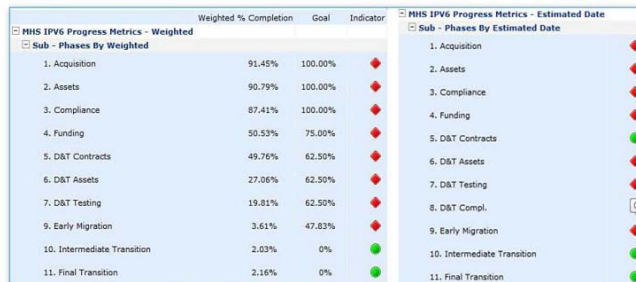 Weighted % Completion Goal Indicator
MHS IPV6 Progress Metrics - Weighted
Sub - Phases By Weighted
1. Acquisition 91.45% 100.00%
2. Assets 90.79% 100.00%
3. Compliance 87.41% 100.00%
4. Funding 50.53% 75.00%
5. D&T Contracts 49.76% 62.50%
6. D&T Assets 27.06% 62.50%
7. D&T Testing 19.81% 62.50%
9. Early Migration 3.61% 47.83%
10. Intermediate Transition 2.03% 0%
11. Final Transition 2.16% 0%
MHS IPV6 Progress Metrics - Estimated Date
Sub - Phases By Estimated Date
1. Acquisition
2. Assets
3. Compliance
4. Funding
5. D&T Contracts
6. D&T Assets
7. D&T Testing
8. D&T Compl.
9. Early Migration
10. Intermediate Transition
11. Final Transition